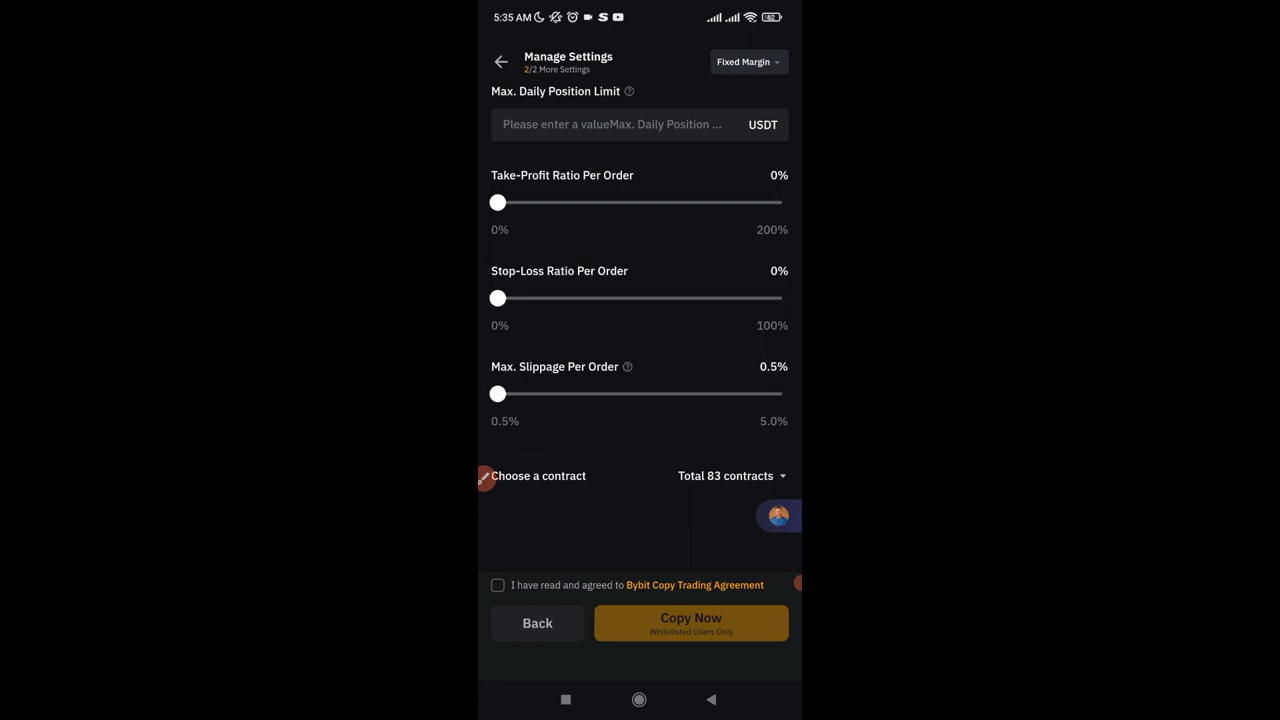 5:35 AM
62
Manage Settings
2/2 More Settings
Fixed Margin
Max. Daily Position Limit
Please enter a valueMax. Daily Position ... USDT
Take-Profit Ratio Per Order 0%
0% 200%
Stop-Loss Ratio Per Order 0%
0% 100%
Max. Slippage Per Order 0.5%
0.5% 5.0%
Choose a contract Total 83 contracts
I have read and agreed to Bybit Copy Trading Agreement
Back
Copy Now
Whitelisted Users Only